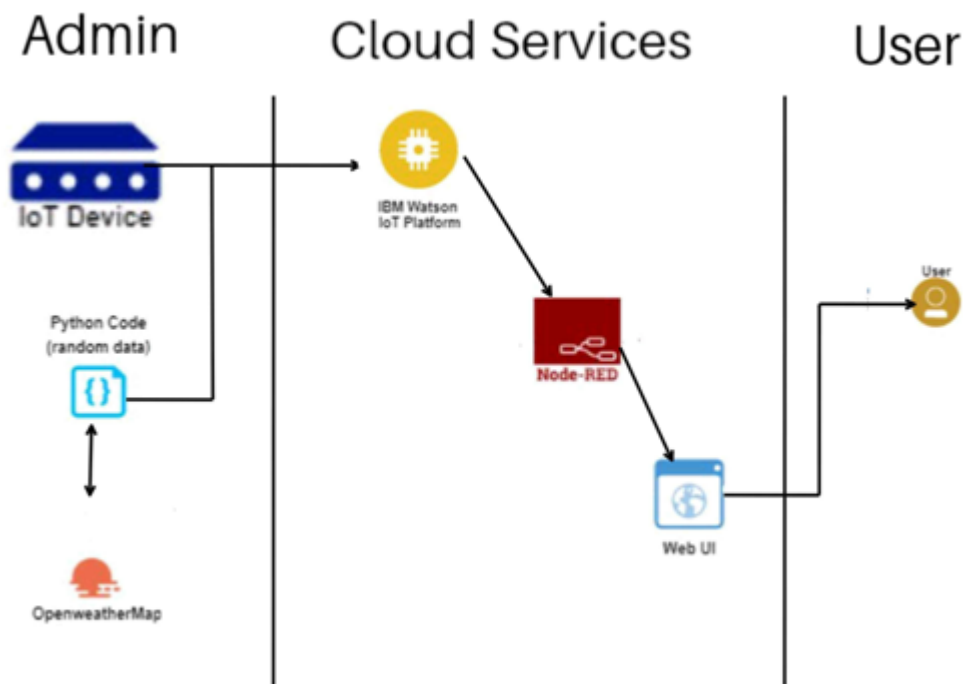 Admin
Cloud Services
User
IoT Device
IBM Watson
IoT Platform
User
Python Code
(random data)
{}
Node-RED
Web UI
OpenweatherMap